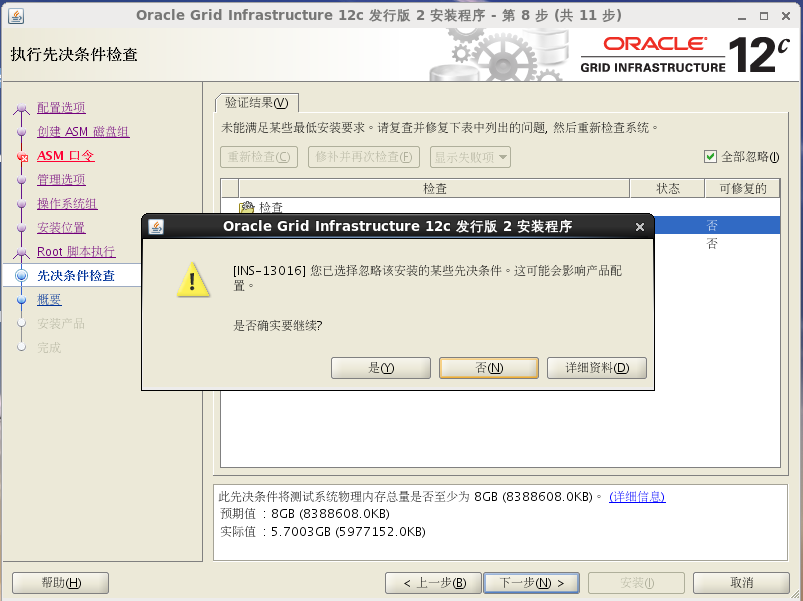 Oracle Grid Infrastructure 12c 发行版 2 安装程序 - 第 8 步 (共 11 步)
执行先决条件检查
ORACLE®
GRID INFRASTRUCTURE
12c
配置选项
创建 ASM 磁盘组
ASM 口令
管理选项
操作系统组
安装位置
Root 脚本执行
先决条件检查
概要
安装产品
完成
验证结果(V)
未能满足某些最低安装要求。请复查并修复下表中列出的问题, 然后重新检查系统。
重新检查(C) 修补并再次检查(F) 显示失败项 全部忽略(I)
检查 状态 可修复的
检查
否
否
Oracle Grid Infrastructure 12c 发行版 2 安装程序
[INS-13016] 您已选择忽略该安装的某些先决条件。这可能会影响产品配
置。
是否确实要继续?
是(Y) 否(N) 详细资料(D)
此先决条件将测试系统物理内存总量是否至少为 8GB (8388608.0KB)。 (详细信息)
预期值 : 8GB (8388608.0KB)
实际值 : 5.7003GB (5977152.0KB)
帮助(H) < 上一步(B) 下一步(N) > 安装(I) 取消